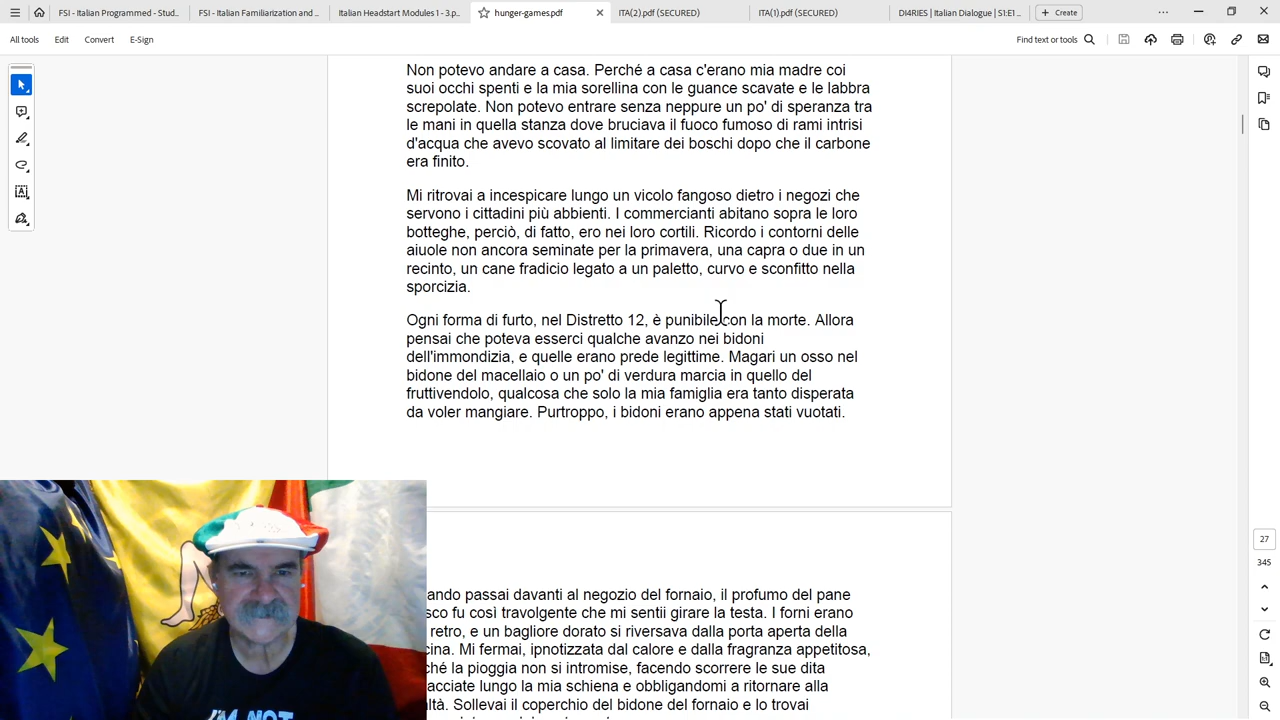 FSI - Italian Programmed - Stud...
FSI - Italian Familiarization and ...
Italian Headstart Modules 1 - 3.p...
hunger-games.pdf
ITA(2).pdf (SECURED)
ITA(1).pdf (SECURED)
DI4RIES | Italian Dialogue | S1:E1 ...
Create
All tools
Edit
Convert
E-Sign
Find text or tools
Non potevo andare a casa. Perché a casa c'erano mia madre coi
suoi occhi spenti e la mia sorellina con le guance scavate e le labbra
screpolate. Non potevo entrare senza neppure un po' di speranza tra
le mani in quella stanza dove bruciava il fuoco fumoso di rami intrisi
d'acqua che avevo scovato al limitare dei boschi dopo che il carbone
era finito.
Mi ritrovai a incespicare lungo un vicolo fangoso dietro i negozi che
servono i cittadini più abbienti. I commercianti abitano sopra le loro
botteghe, perciò, di fatto, ero nei loro cortili. Ricordo i contorni delle
aiuole non ancora seminate per la primavera, una capra o due in un
recinto, un cane fradicio legato a un paletto, curvo e sconfitto nella
sporcizia.
Ogni forma di furto, nel Distretto 12, è punibile con la morte. Allora
pensai che poteva esserci qualche avanzo nei bidoni
dell'immondizia, e quelle erano prede legittime. Magari un osso nel
bidone del macellaio o un po' di verdura marcia in quello del
fruttivendolo, qualcosa che solo la mia famiglia era tanto disperata
da voler mangiare. Purtroppo, i bidoni erano appena stati vuotati.
27
345
ando passai davanti al negozio del fornaio, il profumo del pane
sco fu così travolgente che mi sentii girare la testa. I forni erano
retro, e un bagliore dorato si riversava dalla porta aperta della
cina. Mi fermai, ipnotizzata dal calore e dalla fragranza appetitosa,
ché la pioggia non si intromise, facendo scorrere le sue dita
acciate lungo la mia schiena e obbligandomi a ritornare alla
ltà. Sollevai il coperchio del bidone del fornaio e lo trovai
I'M NOT